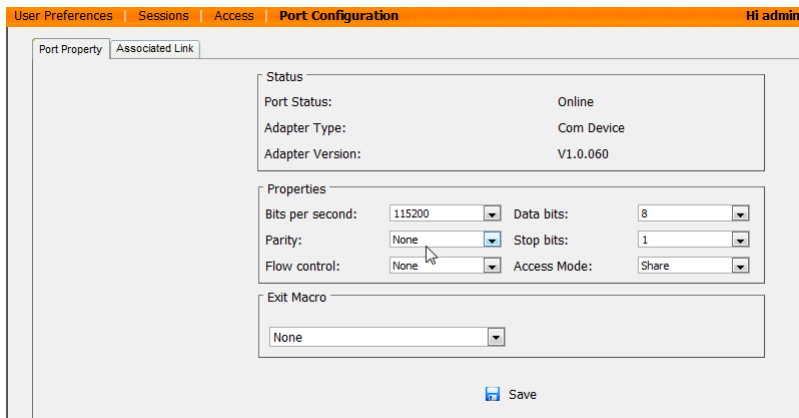 User Preferences | Sessions | Access | Port Configuration Hi admin
Port Property Associated Link
Status
Port Status: Online
Adapter Type: Com Device
Adapter Version: V1.0.060
Properties
Bits per second: 115200 Data bits: 8
Parity: None Stop bits: 1
Flow control: None Access Mode: Share
Exit Macro
None
Save